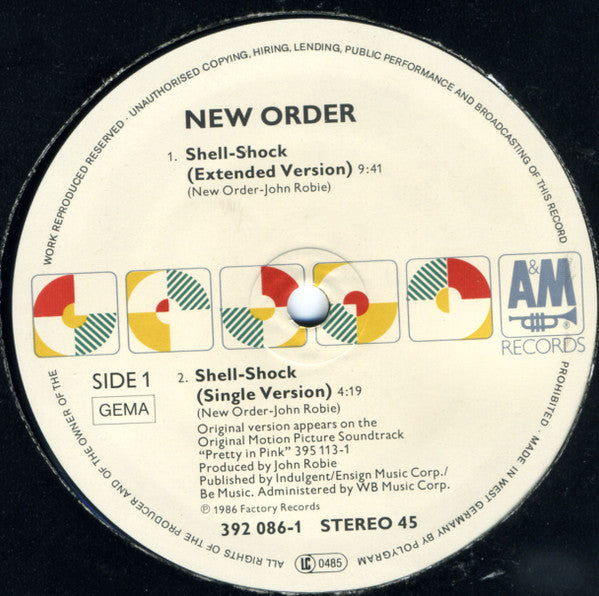 WORK REPRODUCED RESERVED · UNAUTHORISED COPYING, HIRING, LENDING, PUBLIC PERFORMANCE AND BROADCASTING OF THIS RECORD
NEW ORDER
1. Shell-Shock
(Extended Version) 9:41
(New Order-John Robie)
A&M
®
RECORDS
SIDE 1
GEMA
2. Shell-Shock
(Single Version) 4:19
(New Order-John Robie)
Original version appears on the
Original Motion Picture Soundtrack
“Pretty in Pink” 395 113-1
Produced by John Robie
Published by Indulgent/Ensign Music Corp./
Be Music. Administered by WB Music Corp.
℗ 1986 Factory Records
392 086-1 STEREO 45
PROHIBITED · MADE IN WEST GERMANY BY POLYGRAM
LC 0485
ALL RIGHTS OF THE PRODUCER AND OF THE OWNER OF THE